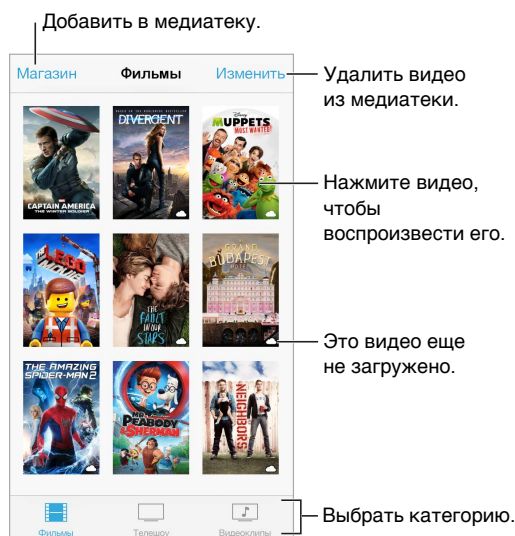 Добавить в медиатеку.
Магазин Фильмы Изменить
Удалить видео
из медиатеки.
DIVERGENT
Disney
MUPPETS
MOST WANTED
CAPTAIN AMERICA
THE WINTER SOLDIER
Нажмите видео,
чтобы
воспроизвести его.
THE LEGO
MOVIE
THE
FAULT
IN OUR
STARS
THE
GRAND
BUDAPEST
HOTEL
Это видео еще
не загружено.
THE AMAZING
SPIDER-MAN 2
MR.
PEABODY
&SHERMAN
NEIGHBORS
Фильмы Телешоу Видеоклипы
Выбрать категорию.